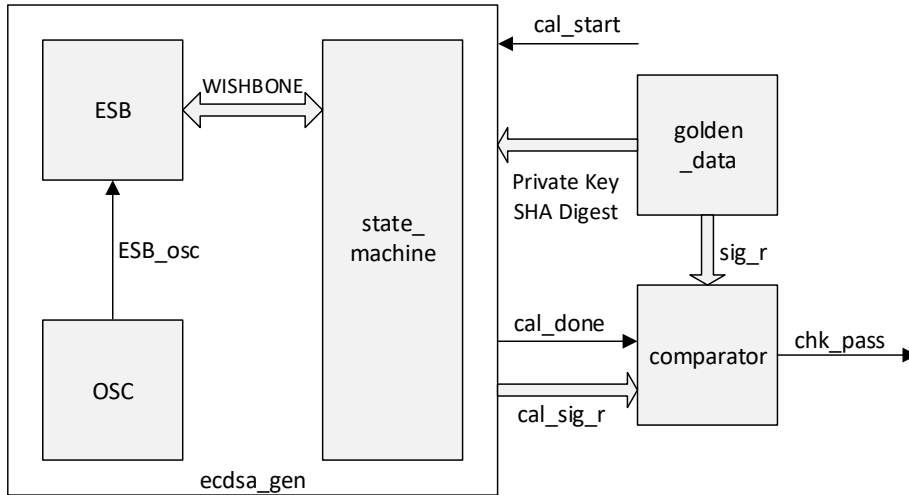 cal_start
WISHBONE
ESB
golden
_data
Private Key
SHA Digest
state_
machine
ESB_osc
sig_r
cal_done
comparator
chk_pass
OSC
cal_sig_r
ecdsa_gen